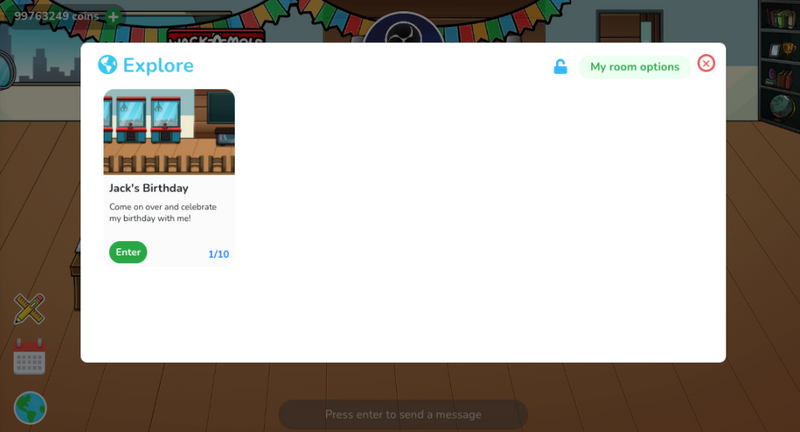 99763249 coins
WACK-A-MOLE
Explore
My room options
Jack's Birthday
Come on over and celebrate
my birthday with me!
Enter
1/10
Press enter to send a message